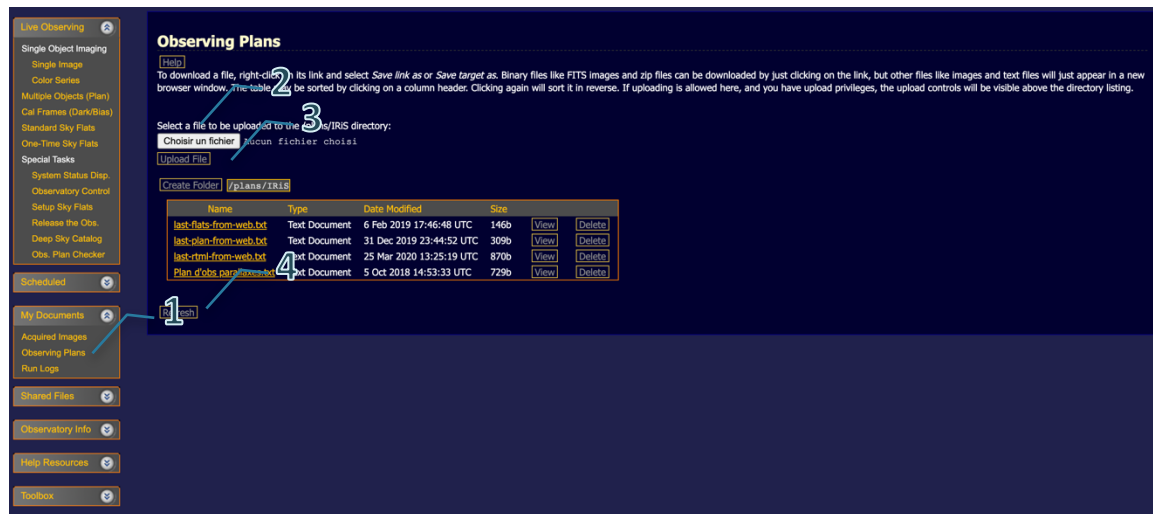 Live Observing
Single Object Imaging
Single Image
Color Series
Multiple Objects (Plan)
Cal Frames (Dark/Bias)
Standard Sky Flats
One-Time Sky Flats
Special Tasks
System Status Disp.
Observatory Control
Setup Sky Flats
Release the Obs.
Deep Sky Catalog
Obs. Plan Checker
Scheduled
My Documents
Acquired Images
Observing Plans
Run Logs
Shared Files
Observatory Info
Help Resources
Toolbox
Observing Plans
Help
To download a file, right-click on its link and select Save link as or Save target as. Binary files like FITS images and zip files can be downloaded by just clicking on the link, but other files like images and text files will just appear in a new
browser window. The table may be sorted by clicking on a column header. Clicking again will sort it in reverse. If uploading is allowed here, and you have upload privileges, the upload controls will be visible above the directory listing.
Select a file to be uploaded to the /plans/IRiS directory:
Choisir un fichier Aucun fichier choisi
Upload File
Create Folder /plans/IRiS
Name Type Date Modified Size
last-flats-from-web.txt Text Document 6 Feb 2019 17:46:48 UTC 146b View Delete
last-plan-from-web.txt Text Document 31 Dec 2019 23:44:52 UTC 309b View Delete
last-rtml-from-web.txt Text Document 25 Mar 2020 13:25:19 UTC 870b View Delete
Plan d'obs parallaxes.txt Text Document 5 Oct 2018 14:53:33 UTC 729b View Delete
Refresh
1
2
3
4